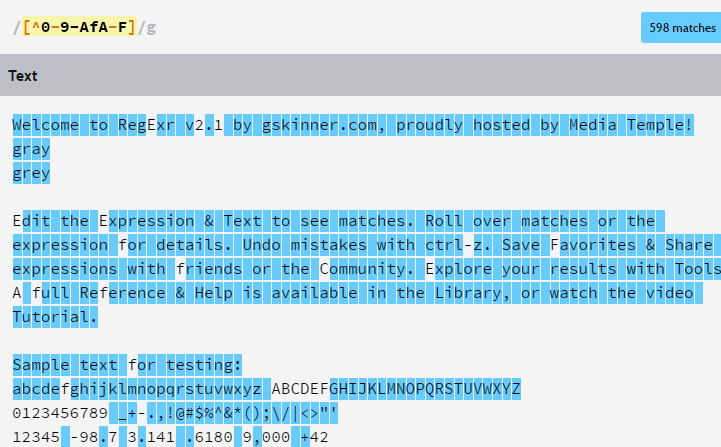 /[^0-9-AfA-F]/g
598 matches
Text
Welcome to RegExr v2.1 by gskinner.com, proudly hosted by Media Temple!
gray
grey
Edit the Expression & Text to see matches. Roll over matches or the
expression for details. Undo mistakes with ctrl-z. Save Favorites & Share
expressions with friends or the Community. Explore your results with Tools
A full Reference & Help is available in the Library, or watch the video
Tutorial.
Sample text for testing:
abcdefghijklmnopqrstuvwxyz ABCDEFGHIJKLMNOPQRSTUVWXYZ
0123456789 _+-.,!@#$%^&*();\/|<>"'
12345 -98.7 3.141 .6180 9,000 +42